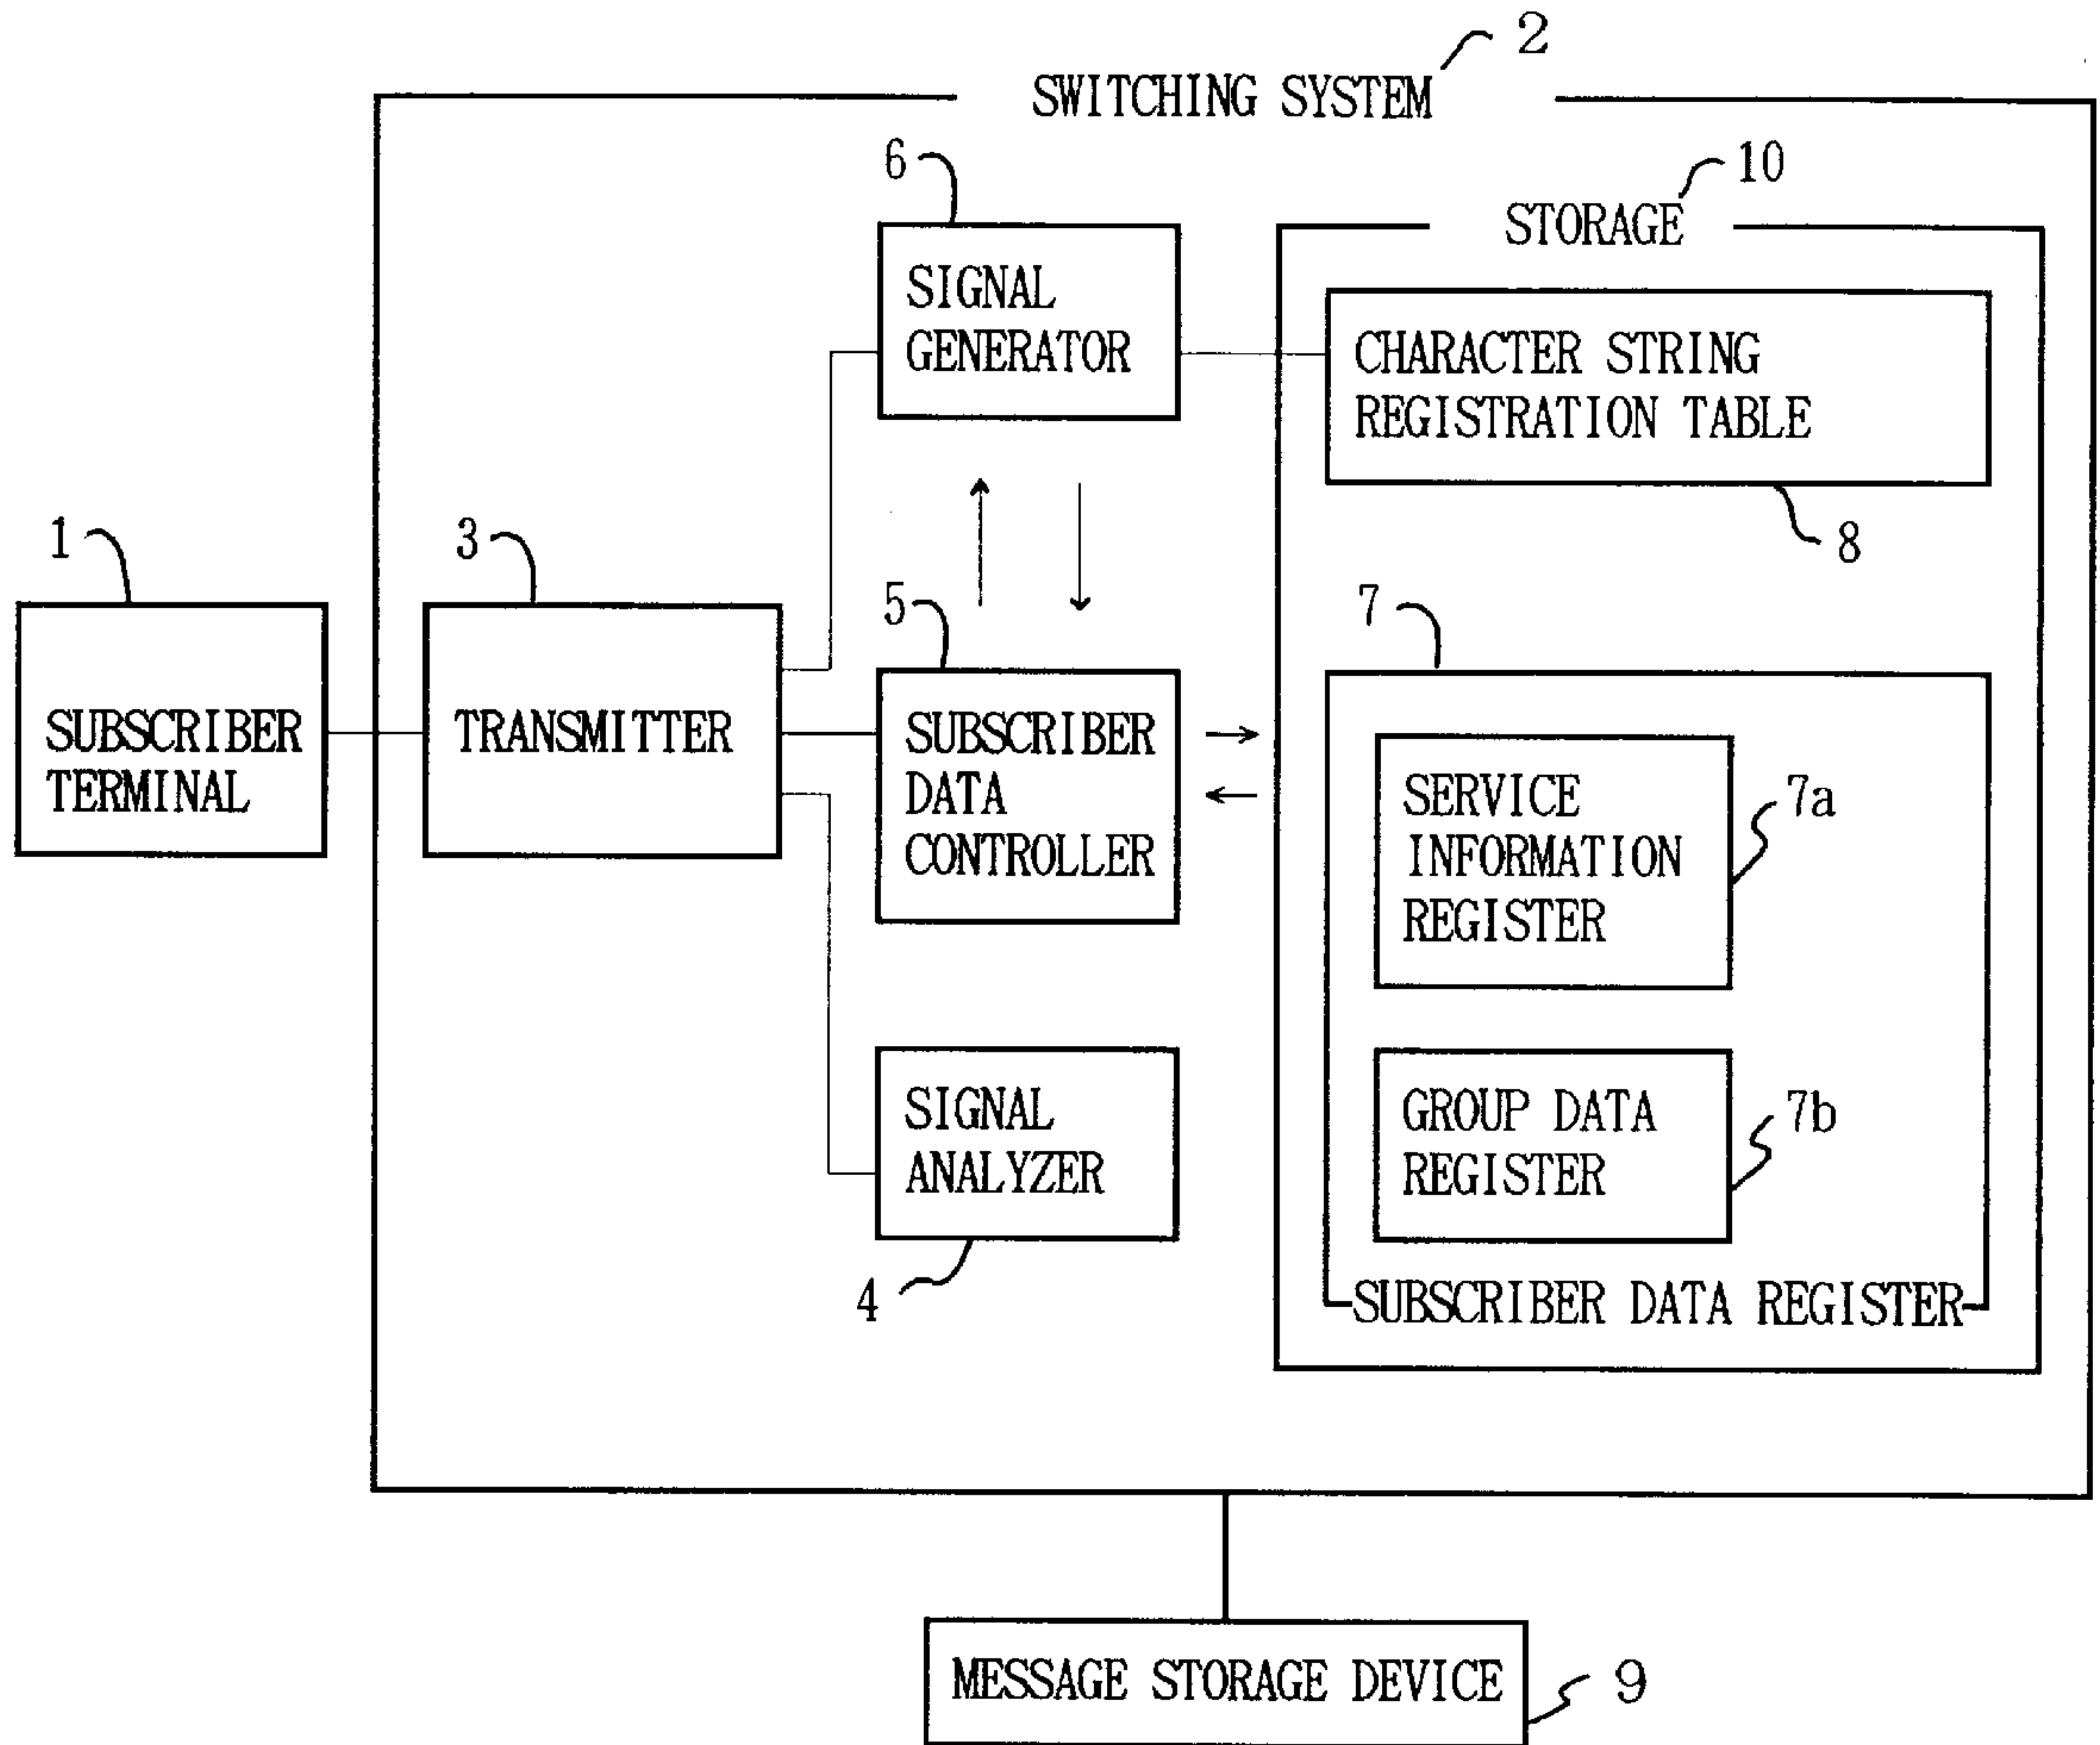 2
SWITCHING SYSTEM
6
10
STORAGE
SIGNAL
GENERATOR
CHARACTER STRING
REGISTRATION TABLE
8
1
3
5
7
SUBSCRIBER
TERMINAL
TRANSMITTER
SUBSCRIBER
DATA
CONTROLLER
SERVICE
INFORMATION
REGISTER
7a
SIGNAL
ANALYZER
4
GROUP DATA
REGISTER
7b
SUBSCRIBER DATA REGISTER
MESSAGE STORAGE DEVICE
9